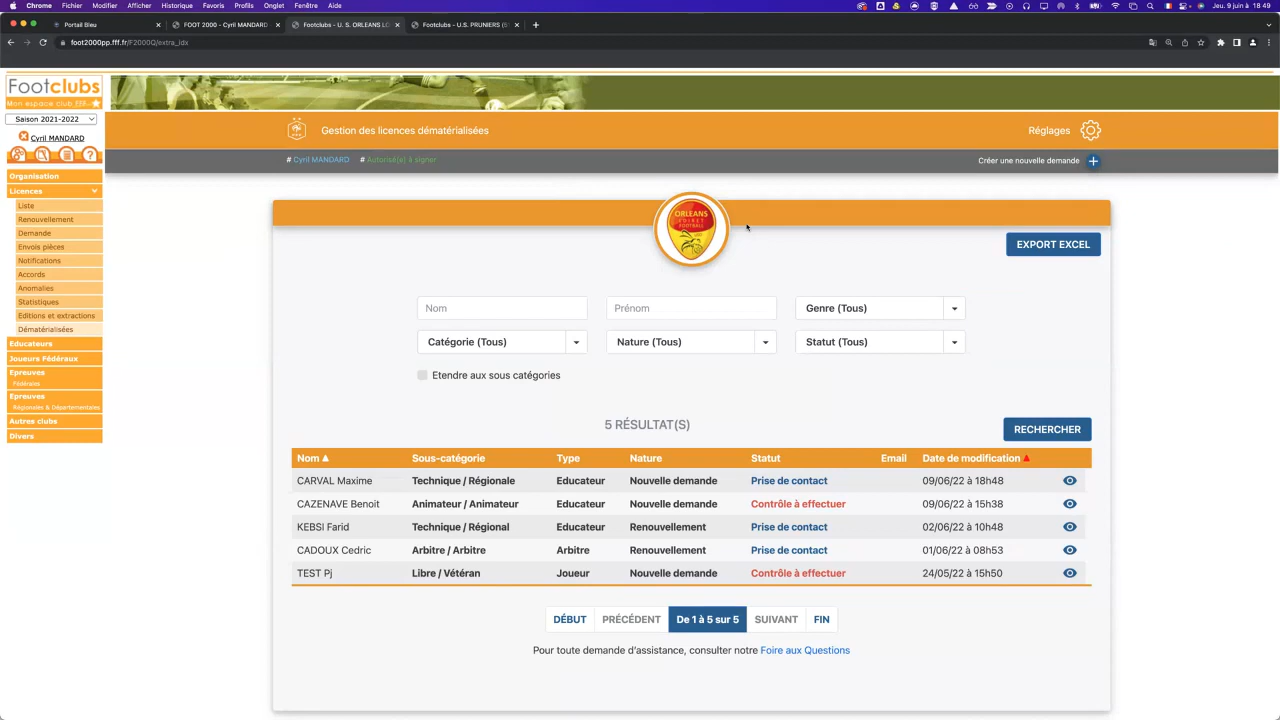 Chrome Fichier Modifier Afficher Historique Favoris Profils Onglet Fenêtre Aide
Jeu. 9 juin à 18:49
Portail Bleu
FOOT 2000 - Cyril MANDARD
Footclubs - U. S. ORLEANS LO
Footclubs - U.S. PRUNIERS
foot2000pp.fff.fr/F2000Q/extra_idx
Footclubs
Mon espace club FFF
Saison 2021-2022
Cyril MANDARD
Organisation
Licences
Liste
Renouvellement
Demande
Envois pièces
Notifications
Accords
Anomalies
Statistiques
Editions et extractions
Dématérialisées
Educateurs
Joueurs Fédéraux
Epreuves
Fédérales
Epreuves
Régionales & Départementales
Autres clubs
Divers
Gestion des licences dématérialisées
Réglages
# Cyril MANDARD # Autorisé(e) à signer
Créer une nouvelle demande
ORLEANS
LOIRET
FOOTBALL
EXPORT EXCEL
Nom Prénom Genre (Tous)
Catégorie (Tous) Nature (Tous) Statut (Tous)
Etendre aux sous catégories
5 RÉSULTAT(S)
RECHERCHER
Nom Sous-catégorie Type Nature Statut Email Date de modification
CARVAL Maxime Technique / Régionale Educateur Nouvelle demande Prise de contact 09/06/22 à 18h48
CAZENAVE Benoit Animateur / Animateur Educateur Nouvelle demande Contrôle à effectuer 09/06/22 à 15h38
KEBSI Farid Technique / Régional Educateur Renouvellement Prise de contact 02/06/22 à 10h48
CADOUX Cedric Arbitre / Arbitre Arbitre Renouvellement Prise de contact 01/06/22 à 08h53
TEST Pj Libre / Vétéran Joueur Nouvelle demande Contrôle à effectuer 24/05/22 à 15h50
DÉBUT PRÉCÉDENT De 1 à 5 sur 5 SUIVANT FIN
Pour toute demande d'assistance, consulter notre Foire aux Questions